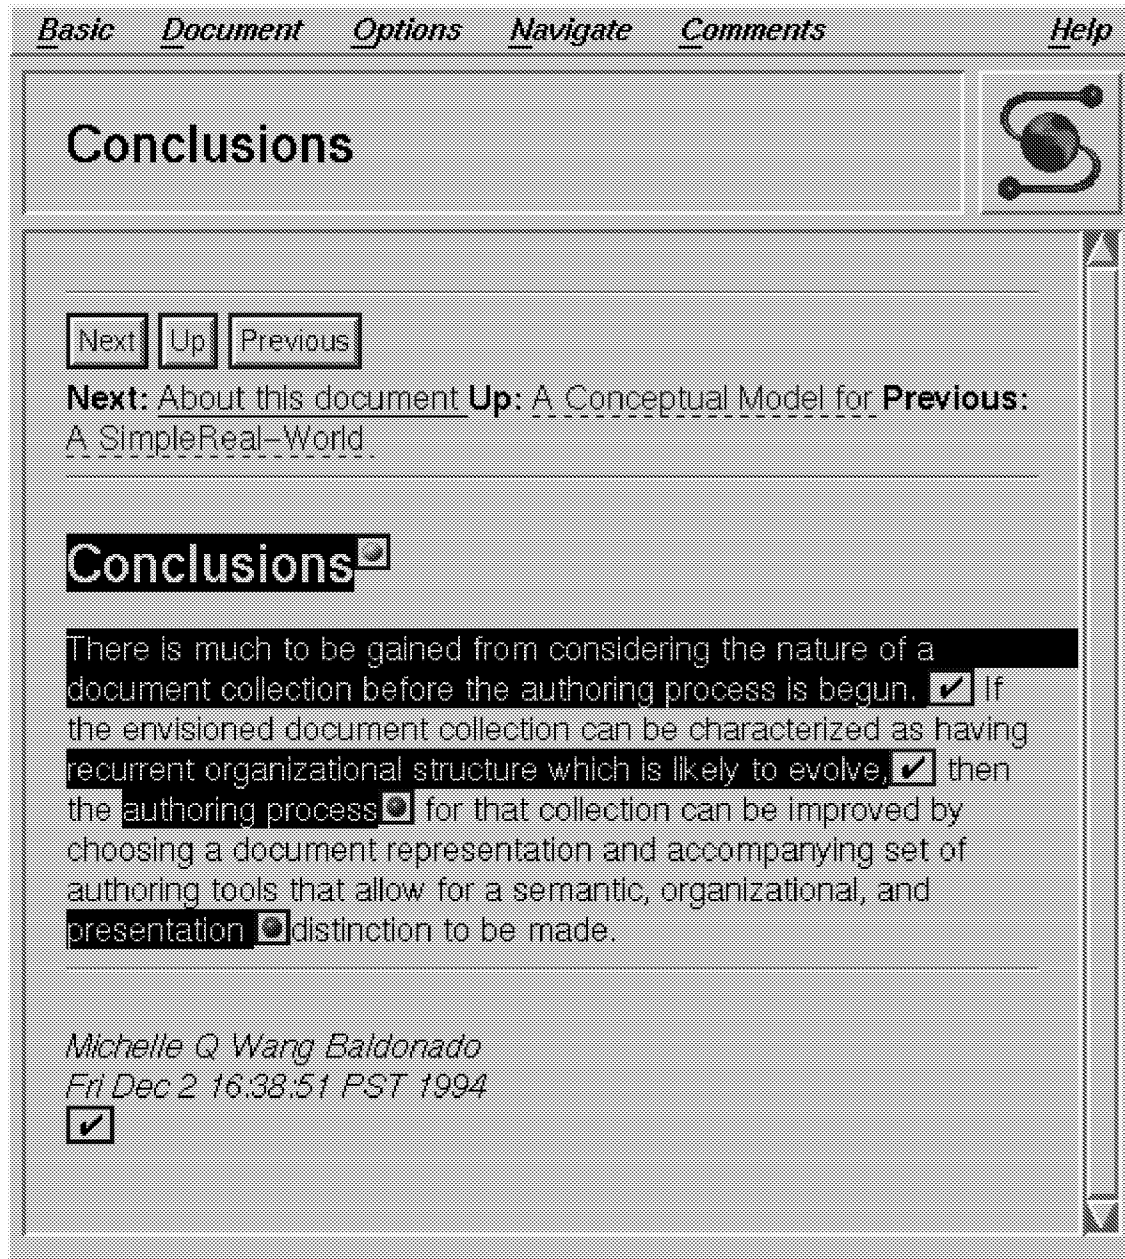 Basic Document Options Navigate Comments Help
Conclusions
Next Up Previous
Next: About this document Up: A Conceptual Model for Previous:
A SimpleReal-World
Conclusions
There is much to be gained from considering the nature of a
document collection before the authoring process is begun. ✔ If
the envisioned document collection can be characterized as having
recurrent organizational structure which is likely to evolve, ✔ then
the authoring process for that collection can be improved by
choosing a document representation and accompanying set of
authoring tools that allow for a semantic, organizational, and
presentation distinction to be made.
Michelle Q Wang Baldonado
Fri Dec 2 16:38:51 PST 1994
✔